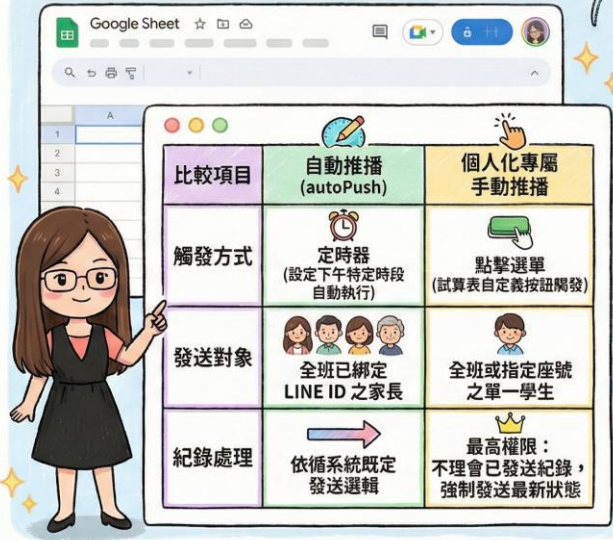 Google Sheet
A
1
2
3
4
比較項目
自動推播
(autoPush)
個人化專屬
手動推播
觸發方式
定時器
(設定下午特定時段
自動執行)
點擊選單
(試算表自定義按鈕觸發)
發送對象
全班已綁定
LINE ID 之家長
全班或指定座號
之單一學生
紀錄處理
依循系統既定
發送選輯
最高權限：
不理會已發送紀錄，
強制發送最新狀態